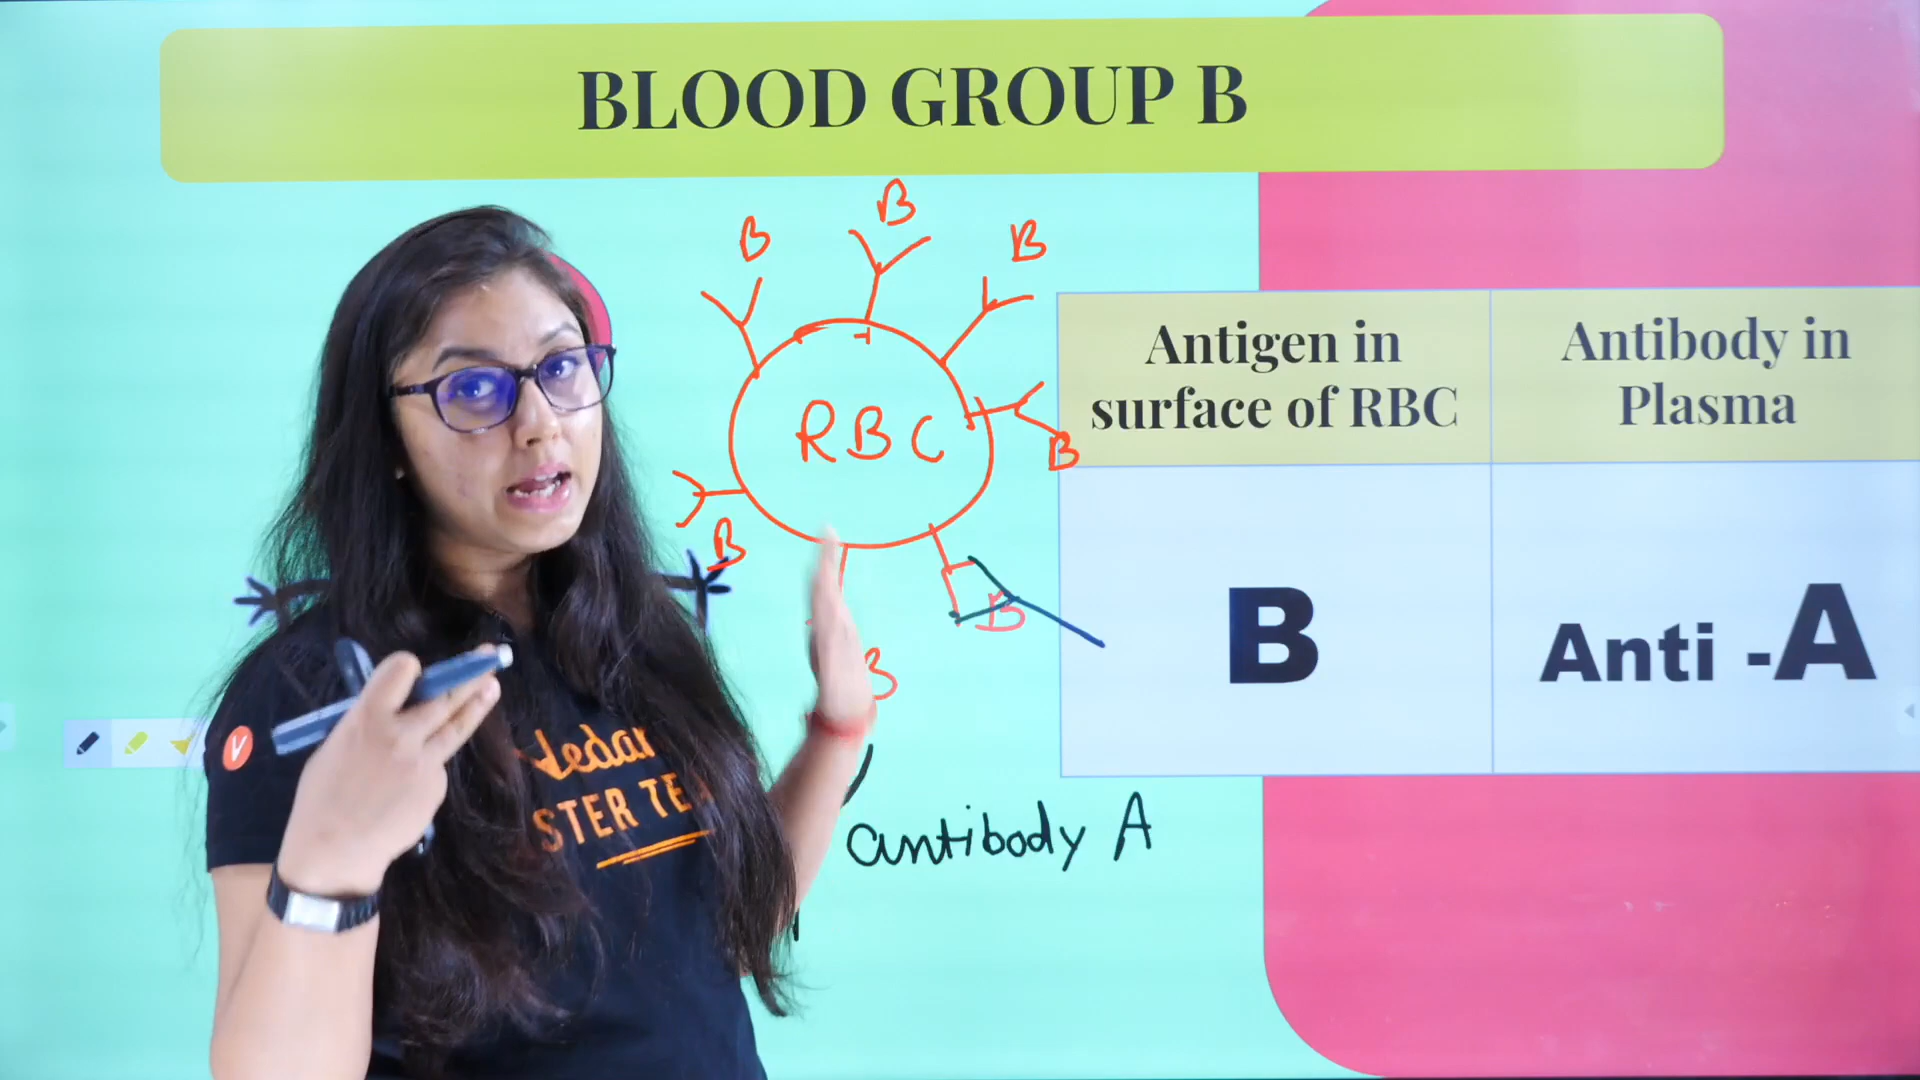 BLOOD GROUP B
B
B
B
Antigen in
surface of RBC
Antibody in
Plasma
RBC
B
B
B
B
B
Anti -A
B
V
antibody A